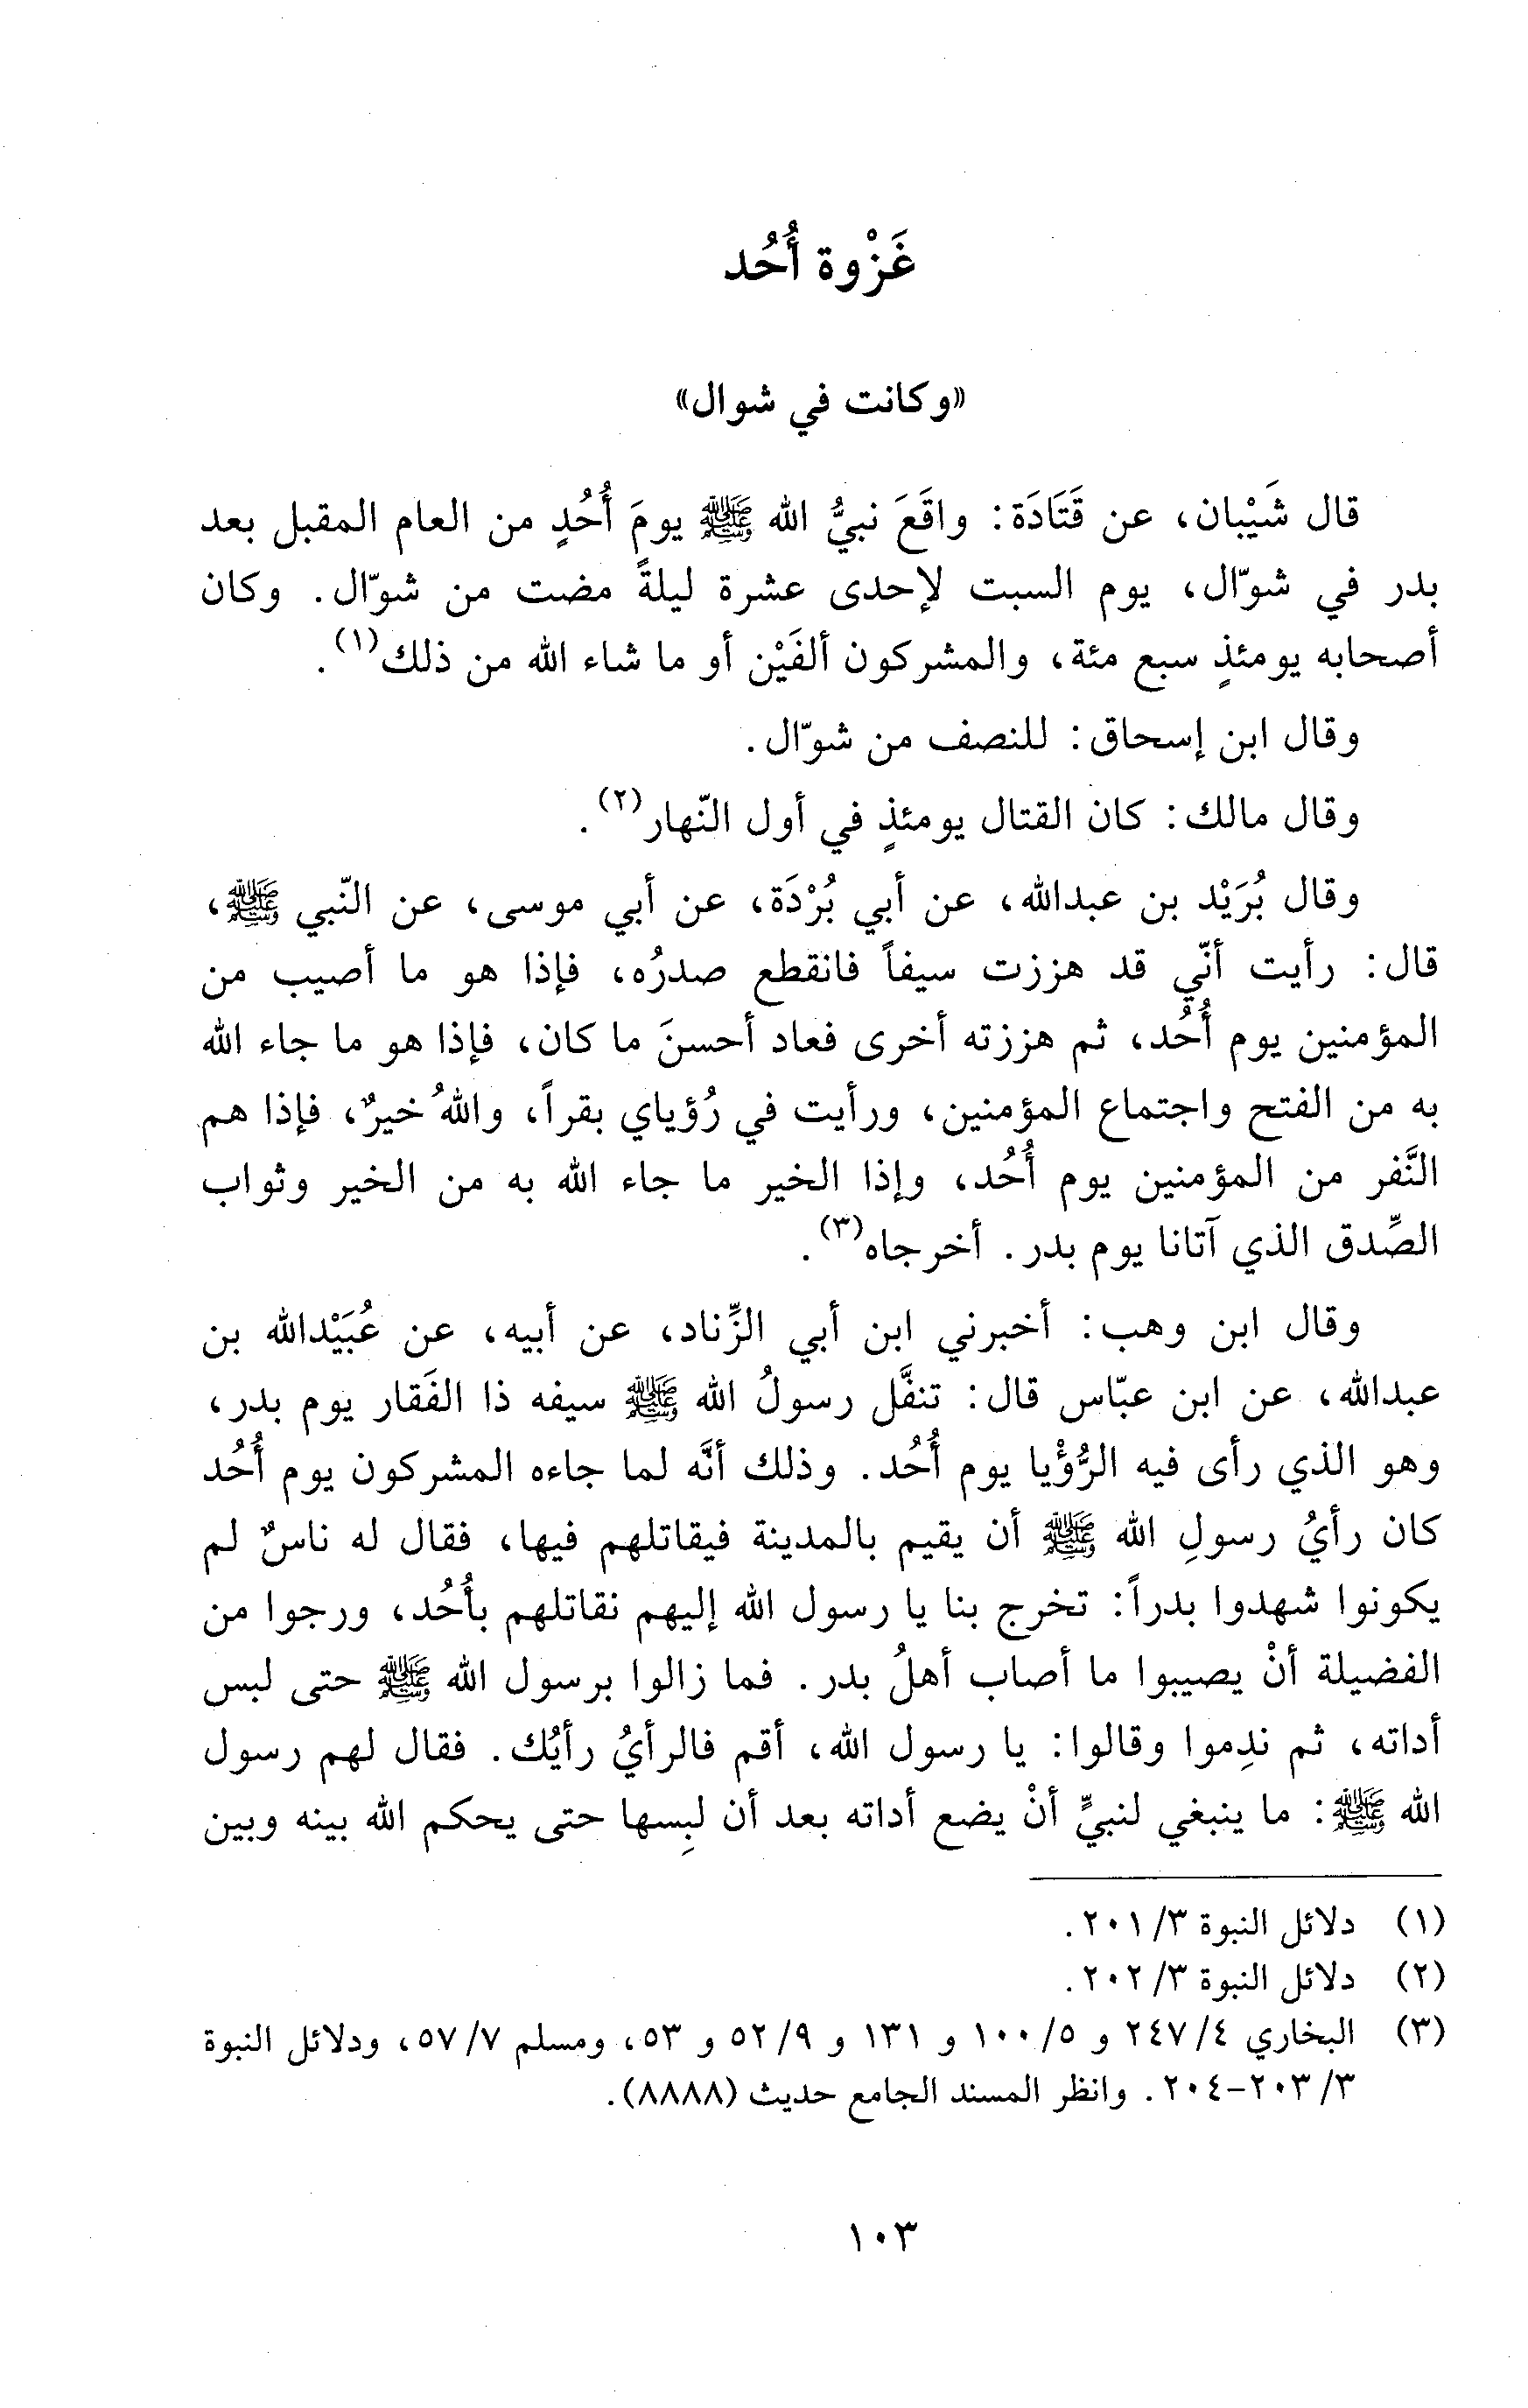 غَزْوة أُحُد
«وكانت في شوال»
قال شَيْبان، عن قَتَادَة: واقَعَ نبيُّ الله ﷺ يومَ أُحُدٍ من العام المقبل بعد
بدر في شوّال، يوم السبت لإحدى عشرة ليلةً مضت من شوّال. وكان
أصحابه يومئذٍ سبع مئة، والمشركون ألفَيْن أو ما شاء الله من ذلك(١).
وقال ابن إسحاق: للنصف من شوّال.
وقال مالك: كان القتال يومئذٍ في أول النّهار(٢).
وقال بُرَيْد بن عبدالله، عن أبي بُرْدَة، عن أبي موسى، عن النّبي ﷺ،
قال: رأيت أنّي قد هززت سيفاً فانقطع صدرُه، فإذا هو ما أصيب من
المؤمنين يوم أُحُد، ثم هززته أخرى فعاد أحسنَ ما كان، فإذا هو ما جاء الله
به من الفتح واجتماع المؤمنين، ورأيت في رُؤياي بقراً، واللهُ خيرٌ، فإذا هم
النَّفر من المؤمنين يوم أُحُد، وإذا الخير ما جاء الله به من الخير وثواب
الصِّدق الذي آتانا يوم بدر. أخرجاه(٣).
وقال ابن وهب: أخبرني ابن أبي الزِّناد، عن أبيه، عن عُبَيْدالله بن
عبدالله، عن ابن عبّاس قال: تنفَّل رسولُ الله ﷺ سيفه ذا الفَقار يوم بدر،
وهو الذي رأى فيه الرُّؤْيا يوم أُحُد. وذلك أنَّه لما جاءه المشركون يوم أُحُد
كان رأيُ رسولِ الله ﷺ أن يقيم بالمدينة فيقاتلهم فيها، فقال له ناسٌ لم
يكونوا شهدوا بدراً: تخرج بنا يا رسول الله إليهم نقاتلهم بأُحُد، ورجوا من
الفضيلة أنْ يصيبوا ما أصاب أهلُ بدر. فما زالوا برسول الله ﷺ حتى لبس
أداته، ثم ندِموا وقالوا: يا رسول الله، أقم فالرأيُ رأيُك. فقال لهم رسول
الله ﷺ: ما ينبغي لنبيٍّ أنْ يضع أداته بعد أن لبِسها حتى يحكم الله بينه وبين
(١) دلائل النبوة ٣/ ٢٠١.
(٢) دلائل النبوة ٣/ ٢٠٢.
(٣) البخاري ٤/ ٢٤٧ و ٥/ ١٠٠ و ١٣١ و ٩/ ٥٢ و ٥٣، ومسلم ٧/ ٥٧، ودلائل النبوة
٣/ ٢٠٣-٢٠٤. وانظر المسند الجامع حديث (٨٨٨٨).
١٠٣